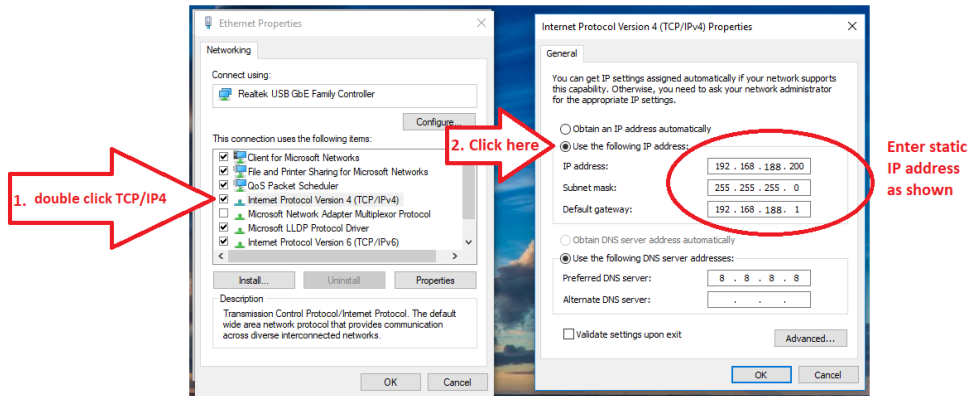 Ethernet Properties
Networking
Connect using:
Realtek USB GbE Family Controller
Configure...
This connection uses the following items:
Client for Microsoft Networks
File and Printer Sharing for Microsoft Networks
QoS Packet Scheduler
Internet Protocol Version 4 (TCP/IPv4)
Microsoft Network Adapter Multiplexor Protocol
Microsoft LLDP Protocol Driver
Internet Protocol Version 6 (TCP/IPv6)
Install...
Uninstall
Properties
Description
Transmission Control Protocol/Internet Protocol. The default
wide area network protocol that provides communication
across diverse interconnected networks.
OK
Cancel
1. double click TCP/IP4
2. Click here
Internet Protocol Version 4 (TCP/IPv4) Properties
General
You can get IP settings assigned automatically if your network supports
this capability. Otherwise, you need to ask your network administrator
for the appropriate IP settings.
Obtain an IP address automatically
Use the following IP address:
IP address:
192 . 168 . 188 . 200
Subnet mask:
255 . 255 . 255 . 0
Default gateway:
192 . 168 . 188 . 1
Obtain DNS server address automatically
Use the following DNS server addresses:
Preferred DNS server:
8 . 8 . 8 . 8
Alternate DNS server:
. . .
Validate settings upon exit
Advanced...
OK
Cancel
Enter static
IP address
as shown